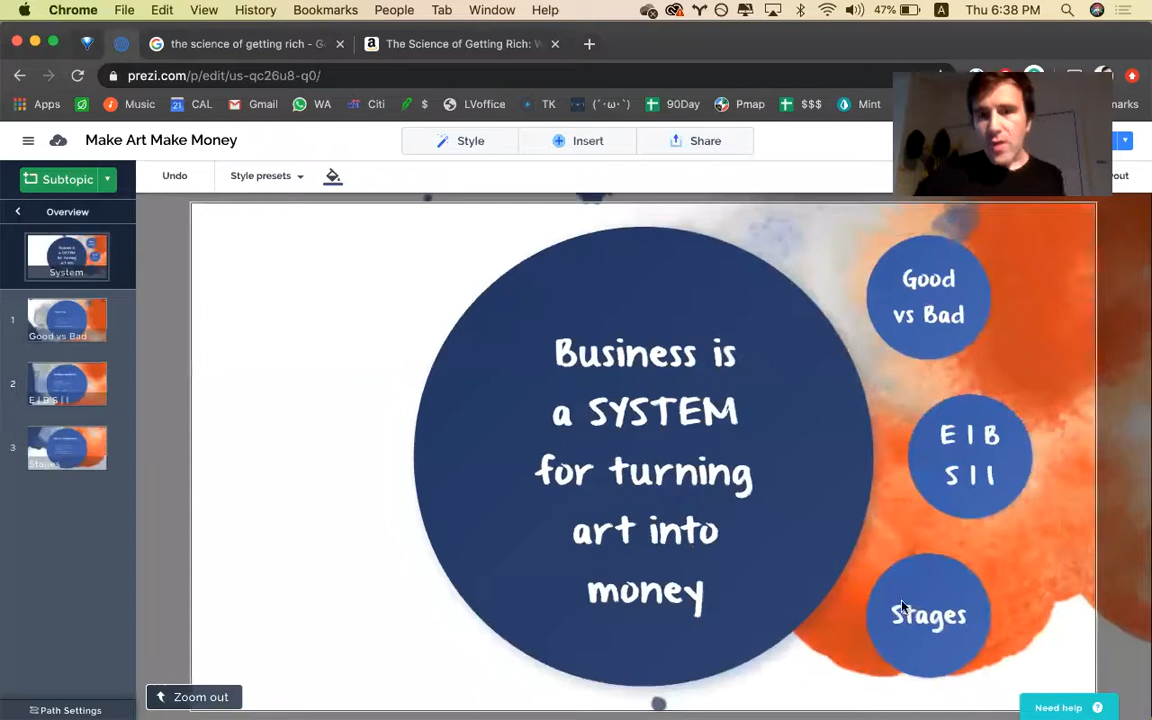 Chrome File Edit View History Bookmarks People Tab Window Help 47% A Thu 6:38 PM
the science of getting rich - G
The Science of Getting Rich: W
prezi.com/p/edit/us-qc26u8-q0/
Apps Music CAL Gmail WA Citi $ LVoffice TK (´･ω･`) 90Day Pmap $$$ Mint
Make Art Make Money
Style Insert Share
Subtopic
Undo Style presets
Overview
System
1
Good vs Bad
2
E I B S I I
3
Stages
Business is
a SYSTEM
for turning
art into
money
Good
vs Bad
E I B
S I I
Stages
Zoom out
Path Settings
Need help ?